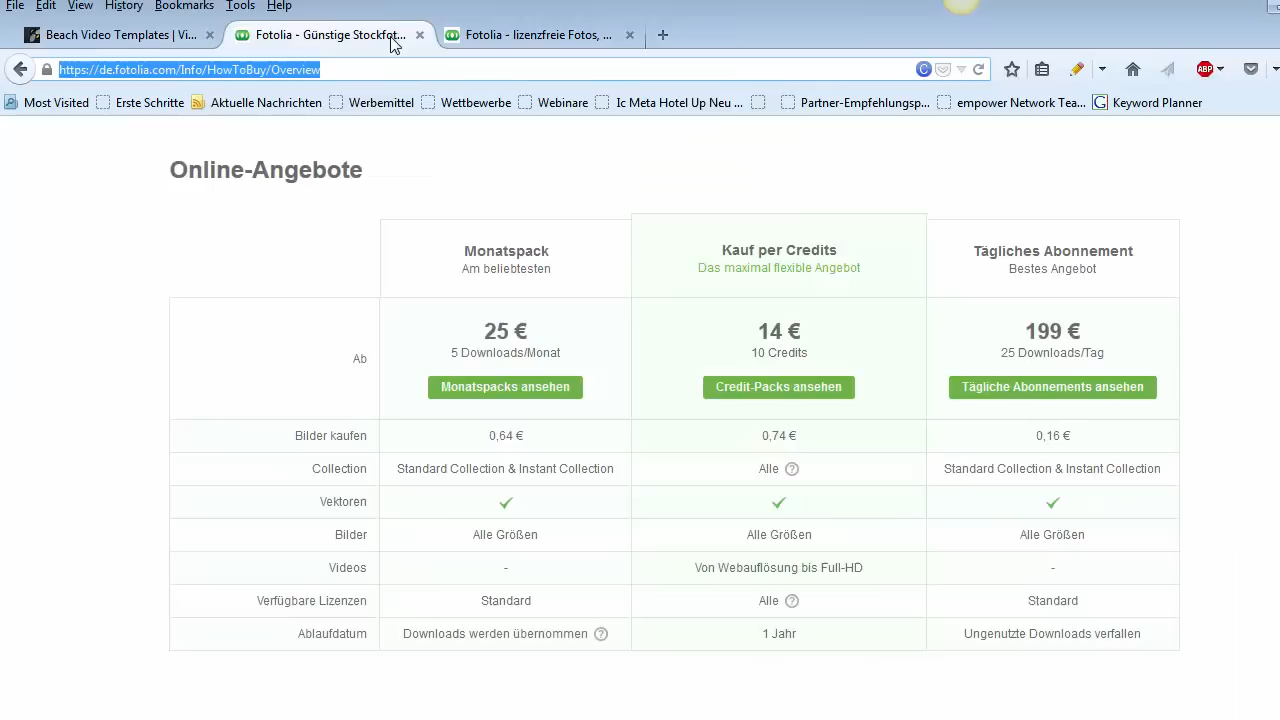 File Edit View History Bookmarks Tools Help
Beach Video Templates | Vi... Fotolia - Günstige Stockfot... Fotolia - lizenzfreie Fotos, ...
https://de.fotolia.com/Info/HowToBuy/Overview
C ABP
Most Visited Erste Schritte Aktuelle Nachrichten Werbemittel Wettbewerbe Webinare Ic Meta Hotel Up Neu ... Partner-Empfehlungsp... empower Network Tea... G Keyword Planner
Online-Angebote
Monatspack Kauf per Credits Tägliches Abonnement
Am beliebtesten Das maximal flexible Angebot Bestes Angebot
25 € 14 € 199 €
Ab 5 Downloads/Monat 10 Credits 25 Downloads/Tag
Monatspacks ansehen Credit-Packs ansehen Tägliche Abonnements ansehen
Bilder kaufen 0,64 € 0,74 € 0,16 €
Collection Standard Collection & Instant Collection Alle ? Standard Collection & Instant Collection
Vektoren
Bilder Alle Größen Alle Größen Alle Größen
Videos - Von Webauflösung bis Full-HD -
Verfügbare Lizenzen Standard Alle ? Standard
Ablaufdatum Downloads werden übernommen ? 1 Jahr Ungenutzte Downloads verfallen